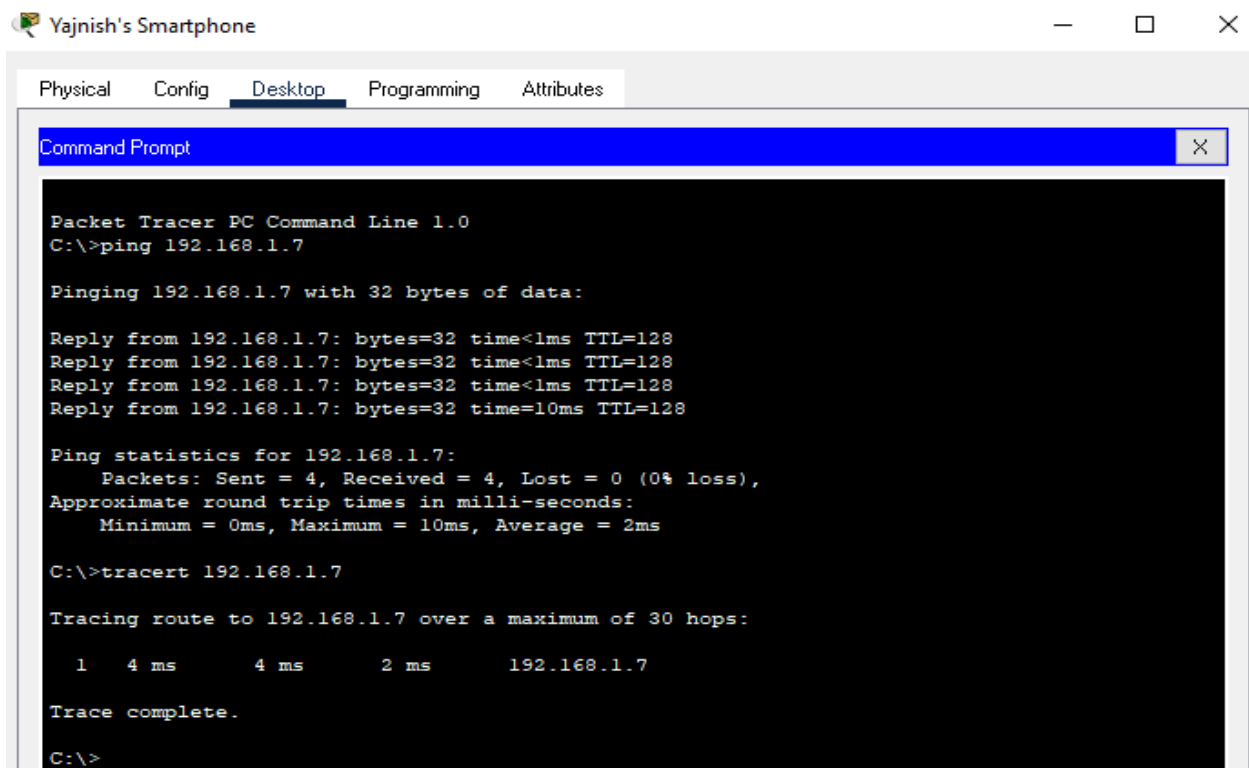 Yajnish's Smartphone
Physical Config Desktop Programming Attributes
Command Prompt
X
Packet Tracer PC Command Line 1.0
C:\>ping 192.168.1.7
Pinging 192.168.1.7 with 32 bytes of data:
Reply from 192.168.1.7: bytes=32 time<1ms TTL=128
Reply from 192.168.1.7: bytes=32 time<1ms TTL=128
Reply from 192.168.1.7: bytes=32 time<1ms TTL=128
Reply from 192.168.1.7: bytes=32 time=10ms TTL=128
Ping statistics for 192.168.1.7:
    Packets: Sent = 4, Received = 4, Lost = 0 (0% loss),
Approximate round trip times in milli-seconds:
    Minimum = 0ms, Maximum = 10ms, Average = 2ms
C:\>tracert 192.168.1.7
Tracing route to 192.168.1.7 over a maximum of 30 hops:
  1   4 ms      4 ms      2 ms      192.168.1.7
Trace complete.
C:\>